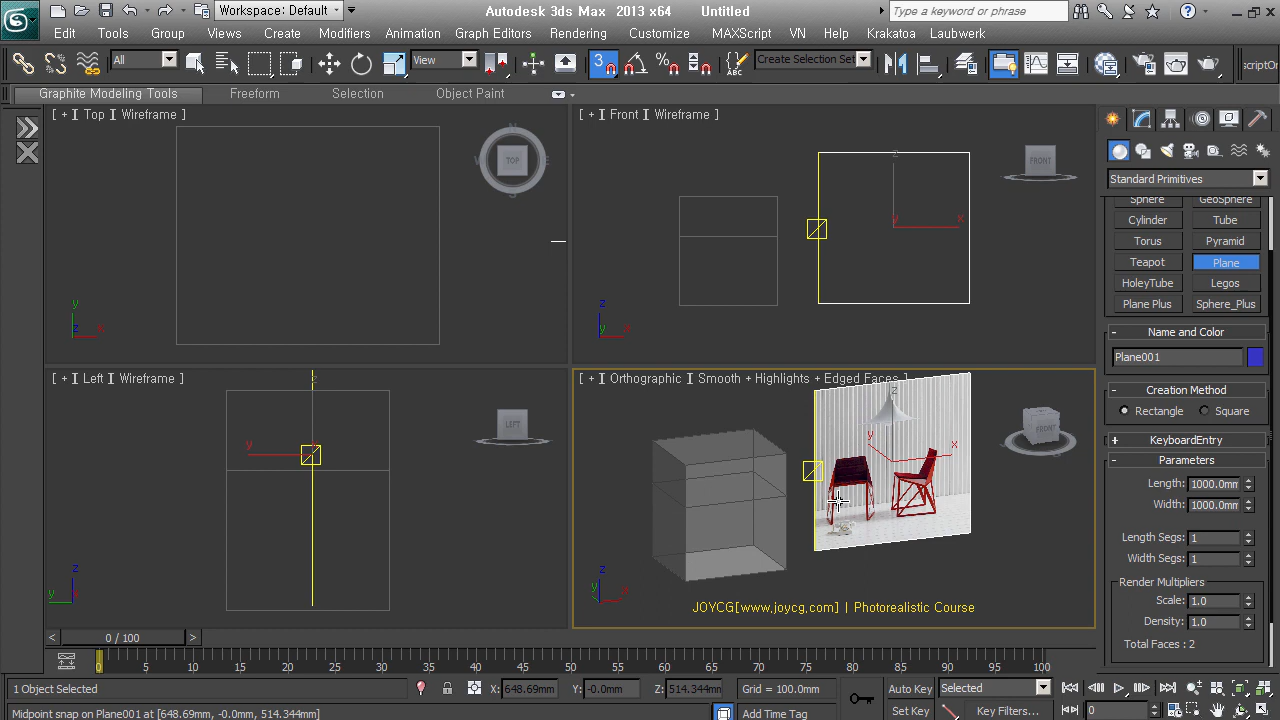 Workspace: Default
Autodesk 3ds Max 2013 x64 Untitled
Type a keyword or phrase
Edit Tools Group Views Create Modifiers Animation Graph Editors Rendering Customize MAXScript VN Help Krakatoa Laubwerk
All View 3 Create Selection Set scriptOn
Graphite Modeling Tools Freeform Selection Object Paint
[ + ] [ Top ] [ Wireframe ]
TOP
[ + ] [ Front ] [ Wireframe ]
FRONT
Standard Primitives
Sphere GeoSphere
Cylinder Tube
Torus Pyramid
Teapot Plane
HoleyTube Legos
Plane Plus Sphere_Plus
- Name and Color
Plane001
- Creation Method
Rectangle Square
+ KeyboardEntry
- Parameters
Length: 1000.0mm
Width: 1000.0mm
Length Segs: 1
Width Segs: 1
Render Multipliers
Scale: 1.0
Density: 1.0
Total Faces : 2
[ + ] [ Left ] [ Wireframe ]
LEFT
[ + ] [ Orthographic ] [ Smooth + Highlights + Edged Faces ]
FRONT
JOYCG[www.joycg.com] | Photorealistic Course
0 / 100
0 5 10 15 20 25 30 35 40 45 50 55 60 65 70 75 80 85 90 95 100
1 Object Selected X: 648.69mm Y: -0.0mm Z: 514.344mm Grid = 100.0mm Auto Key Selected
Midpoint snap on Plane001 at [648.69mm, -0.0mm, 514.344mm] Add Time Tag Set Key Key Filters... 0